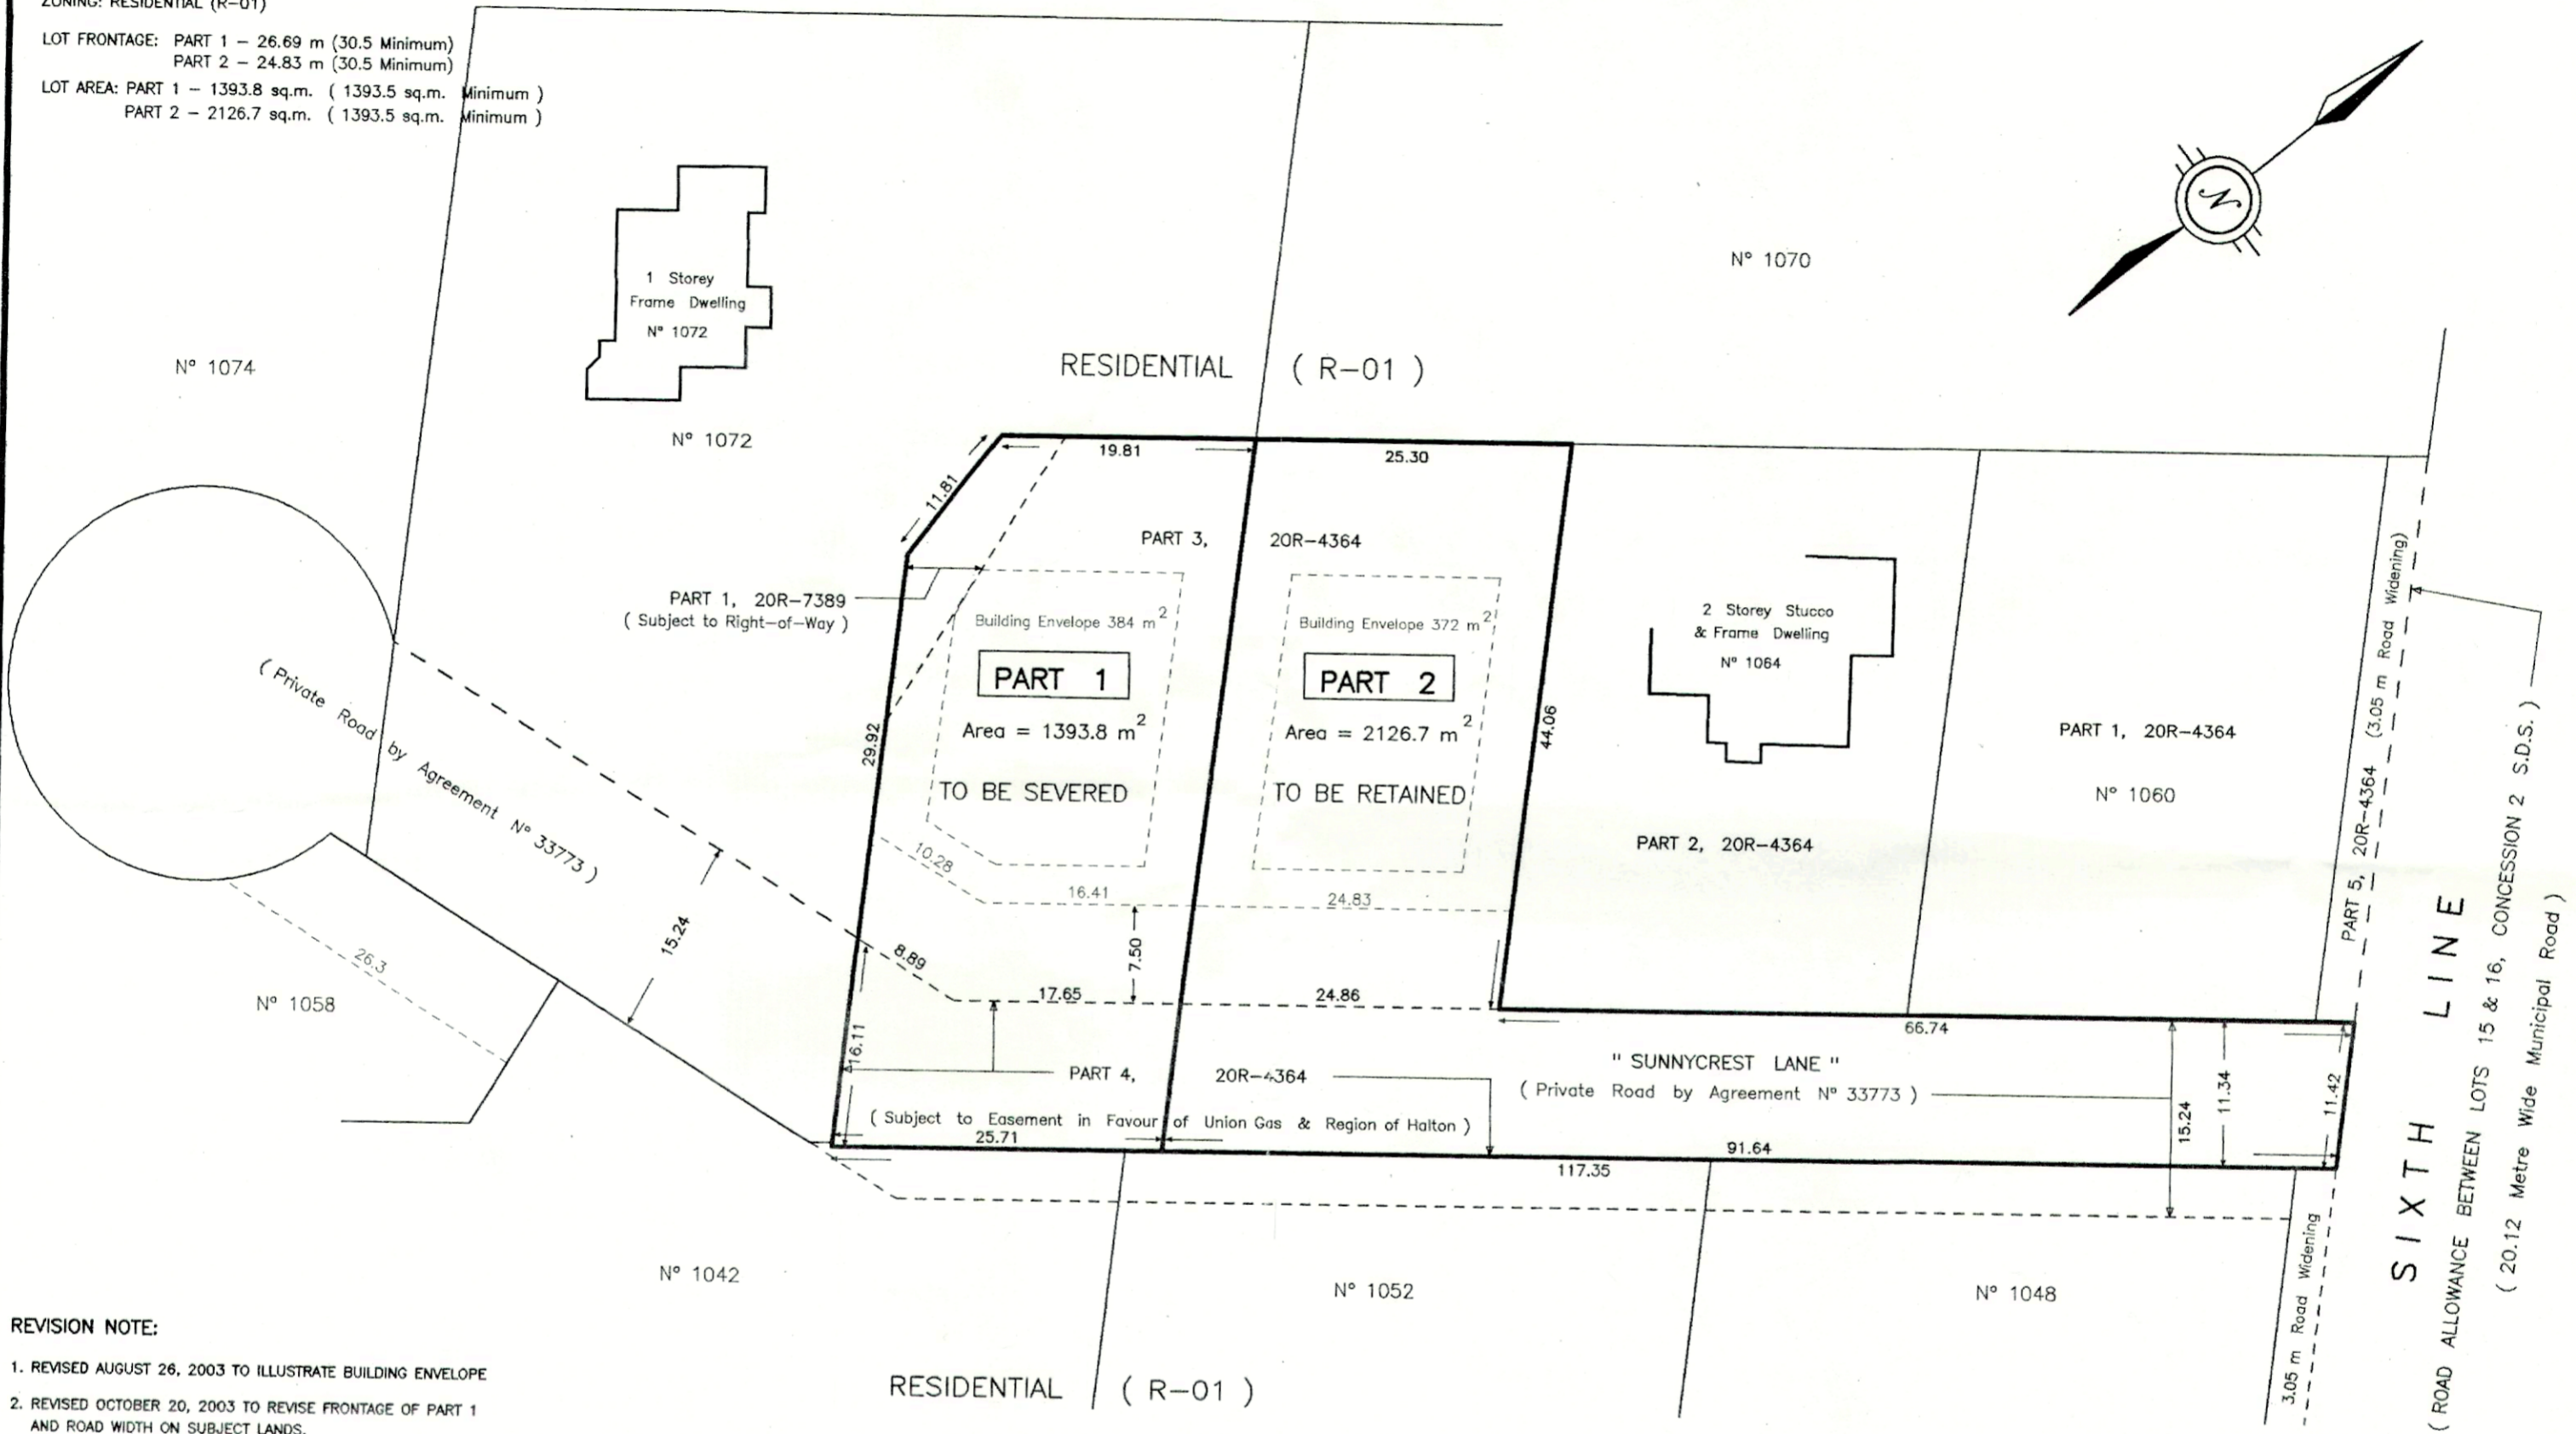 ZONING: RESIDENTIAL (R-01)
LOT FRONTAGE: PART 1 - 26.69 m (30.5 Minimum)
PART 2 - 24.83 m (30.5 Minimum)
LOT AREA: PART 1 - 1393.8 sq.m. ( 1393.5 sq.m. Minimum )
PART 2 - 2126.7 sq.m. ( 1393.5 sq.m. Minimum )
N
1 Storey
Frame Dwelling
Nº 1072
Nº 1070
Nº 1074
RESIDENTIAL ( R-01 )
Nº 1072
19.81
25.30
11.81
PART 3, 20R-4364
PART 1, 20R-7389
( Subject to Right-of-Way )
Building Envelope 384 m2
Building Envelope 372 m2
PART 1
PART 2
Area = 1393.8 m2
Area = 2126.7 m2
TO BE SEVERED
TO BE RETAINED
29.92
44.06
2 Storey Stucco
& Frame Dwelling
Nº 1064
PART 1, 20R-4364
Nº 1060
PART 2, 20R-4364
PART 5, 20R-4364 (3.05 m Road Widening)
( Private Road by Agreement Nº 33773 )
15.24
10.28
16.41
24.83
8.89
7.50
17.65
24.86
66.74
26.3
Nº 1058
16.11
PART 4, 20R-4364
( Subject to Easement in Favour of Union Gas & Region of Halton )
" SUNNYCREST LANE "
( Private Road by Agreement Nº 33773 )
15.24
11.34
11.42
25.71
91.64
117.35
SIXTH LINE
( ROAD ALLOWANCE BETWEEN LOTS 15 & 16, CONCESSION 2 S.D.S. )
( 20.12 Metre Wide Municipal Road )
3.05 m Road Widening
Nº 1042
Nº 1052
Nº 1048
RESIDENTIAL ( R-01 )
REVISION NOTE:
1. REVISED AUGUST 26, 2003 TO ILLUSTRATE BUILDING ENVELOPE
2. REVISED OCTOBER 20, 2003 TO REVISE FRONTAGE OF PART 1
AND ROAD WIDTH ON SUBJECT LANDS.